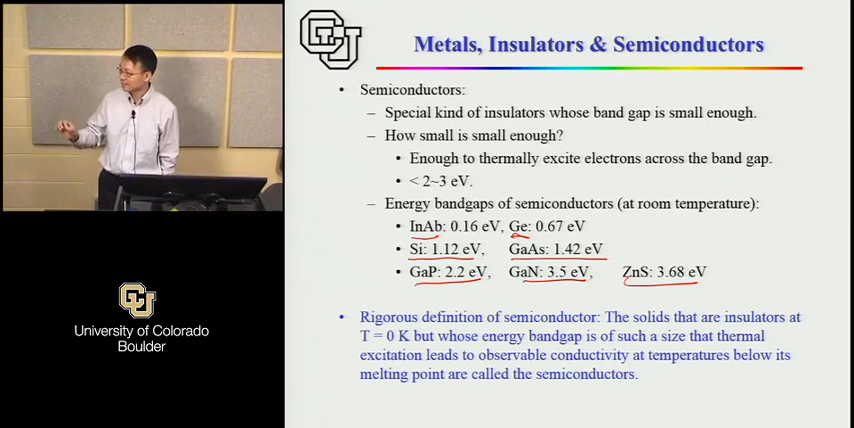 CU
Metals, Insulators & Semiconductors
• Semiconductors:
– Special kind of insulators whose band gap is small enough.
– How small is small enough?
• Enough to thermally excite electrons across the band gap.
• < 2~3 eV.
– Energy bandgaps of semiconductors (at room temperature):
• InAb: 0.16 eV, Ge: 0.67 eV
• Si: 1.12 eV, GaAs: 1.42 eV
• GaP: 2.2 eV, GaN: 3.5 eV, ZnS: 3.68 eV
• Rigorous definition of semiconductor: The solids that are insulators at
T = 0 K but whose energy bandgap is of such a size that thermal
excitation leads to observable conductivity at temperatures below its
melting point are called the semiconductors.
CU
University of Colorado
Boulder